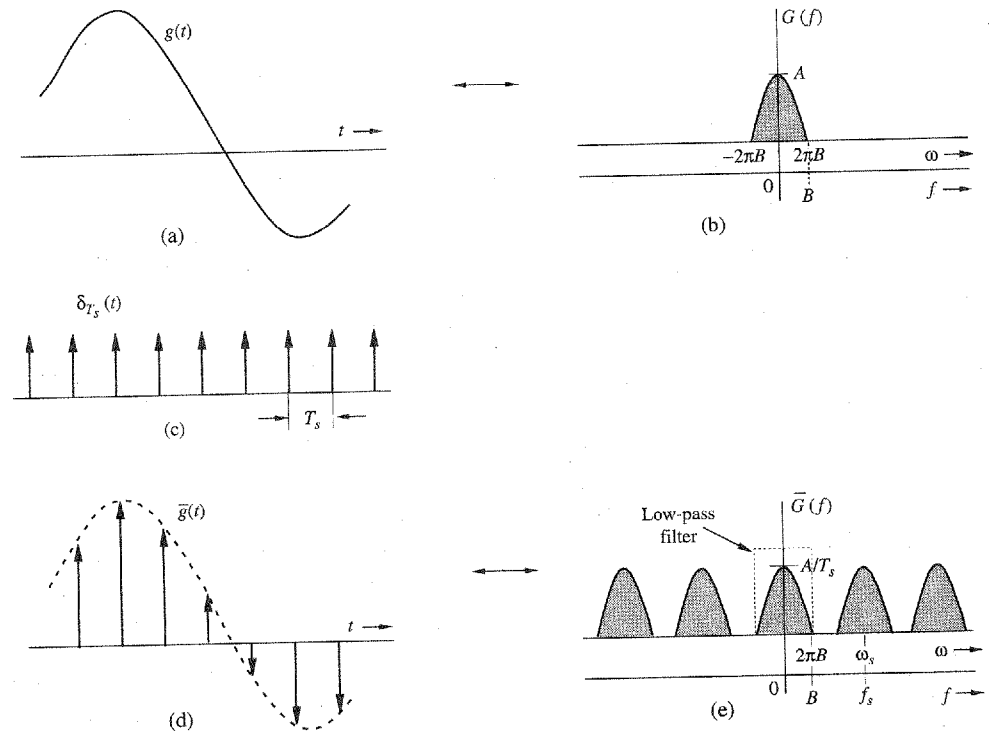 g(t)
t
(a)
G(f)
A
−2πB 2πB ω
0 B f
(b)
δ_{T_s}(t)
T_s
(c)
g̅(t)
t
(d)
G̅(f)
Low-pass
filter
A/T_s
2πB ω_s ω
0 B f_s f
(e)